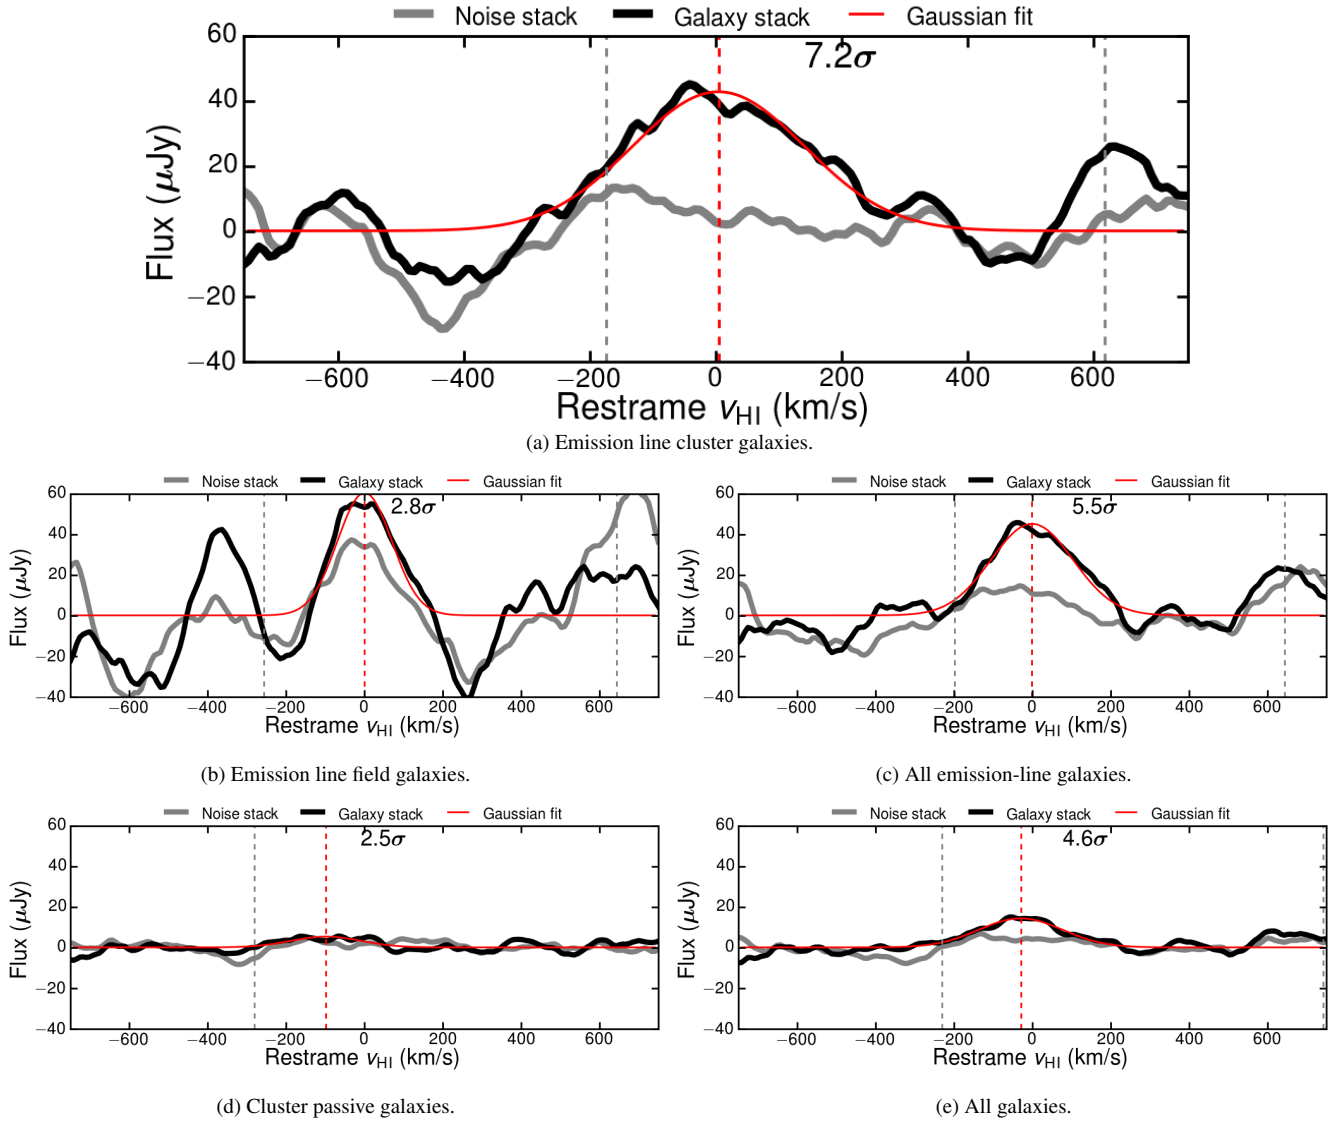 Noise stack Galaxy stack Gaussian fit
7.2σ
60
40
20
0
−20
−40
Flux (μJy)
−600 −400 −200 0 200 400 600
Restrame vHI (km/s)
(a) Emission line cluster galaxies.
Noise stack Galaxy stack Gaussian fit
2.8σ
60
40
20
0
−20
−40
Flux (μJy)
−600 −400 −200 0 200 400 600
Restrame vHI (km/s)
(b) Emission line field galaxies.
Noise stack Galaxy stack Gaussian fit
5.5σ
60
40
20
0
−20
−40
Flux (μJy)
−600 −400 −200 0 200 400 600
Restrame vHI (km/s)
(c) All emission-line galaxies.
Noise stack Galaxy stack Gaussian fit
2.5σ
60
40
20
0
−20
−40
Flux (μJy)
−600 −400 −200 0 200 400 600
Restrame vHI (km/s)
(d) Cluster passive galaxies.
Noise stack Galaxy stack Gaussian fit
4.6σ
60
40
20
0
−20
−40
Flux (μJy)
−600 −400 −200 0 200 400 600
Restrame vHI (km/s)
(e) All galaxies.